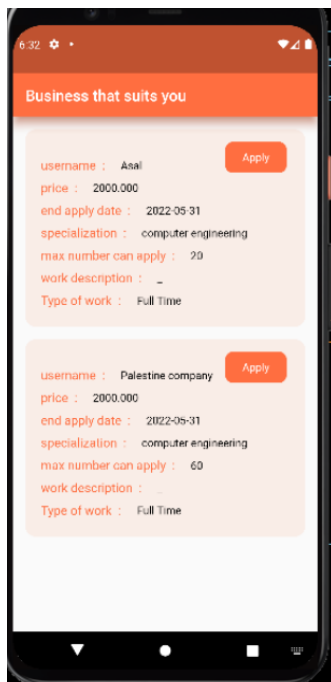 6:32
Business that suits you
username : Asal
Apply
price : 2000.000
end apply date : 2022-05-31
specialization : computer engineering
max number can apply : 20
work description : _
Type of work : Full Time
username : Palestine company
Apply
price : 2000.000
end apply date : 2022-05-31
specialization : computer engineering
max number can apply : 60
work description : _
Type of work : Full Time